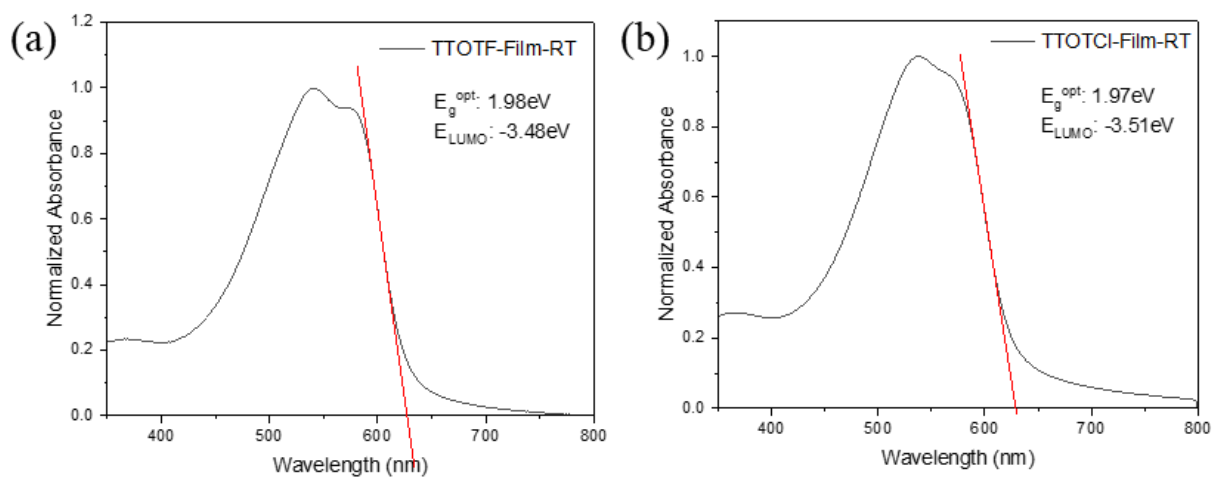 (a)
TTOTF-Film-RT
E_g^opt: 1.98eV
E_LUMO: -3.48eV
Normalized Absorbance
1.2
1.0
0.8
0.6
0.4
0.2
0.0
400 500 600 700 800
Wavelength (nm)
(b)
TTOTCl-Film-RT
E_g^opt: 1.97eV
E_LUMO: -3.51eV
Normalized Absorbance
1.0
0.8
0.6
0.4
0.2
0.0
400 500 600 700 800
Wavelength (nm)